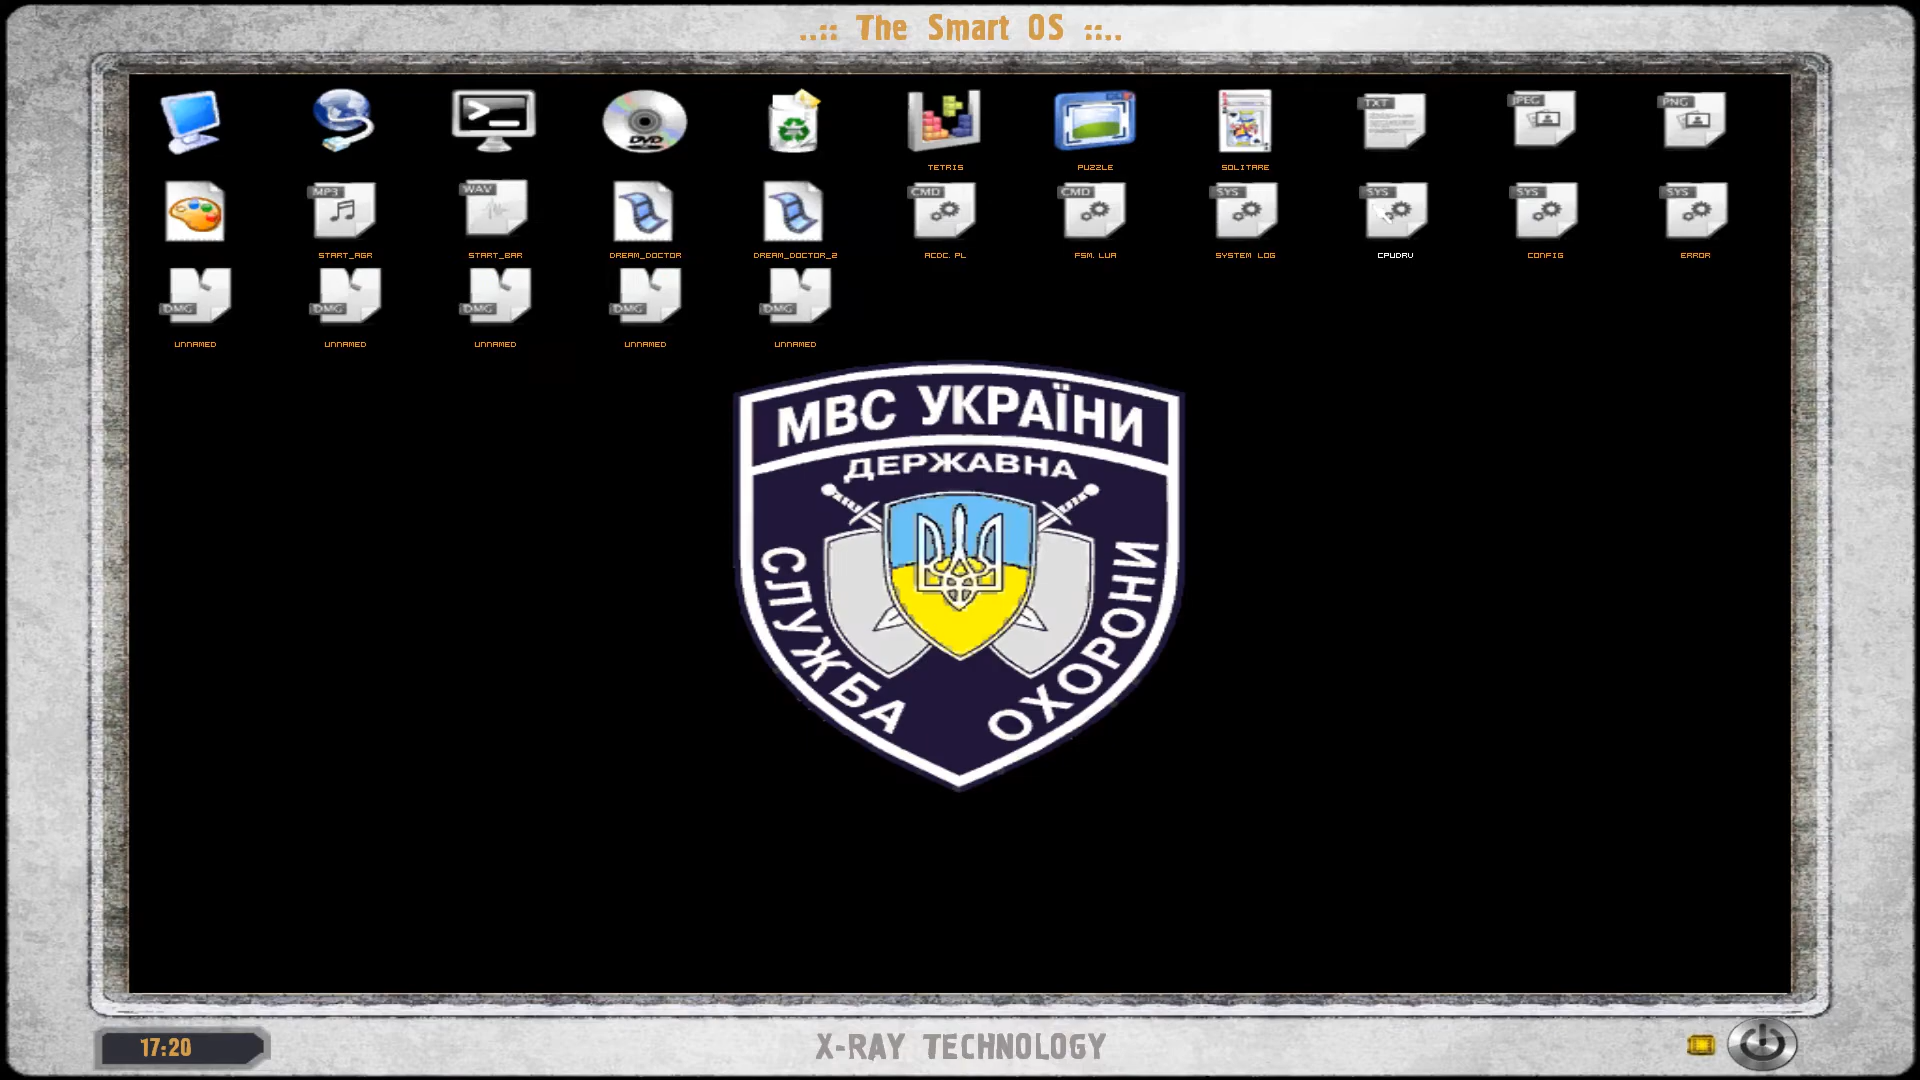 ..:: The Smart OS ::..
TXT
JPEG
PNG
DVD
TETRIS
PUZZLE
SOLITARE
MP3
WAV
CMD
CMD
SYS
SYS
SYS
SYS
START_AGR
START_BAR
DREAM_DOCTOR
DREAM_DOCTOR_2
ACDC. PL
FSM. LUA
SYSTEM LOG
CPUDRV
CONFIG
ERROR
DMG
DMG
DMG
DMG
DMG
UNNAMED
UNNAMED
UNNAMED
UNNAMED
UNNAMED
МВС УКРАЇНИ
ДЕРЖАВНА
СЛУЖБА
ОХОРОНИ
17:20
X-RAY TECHNOLOGY